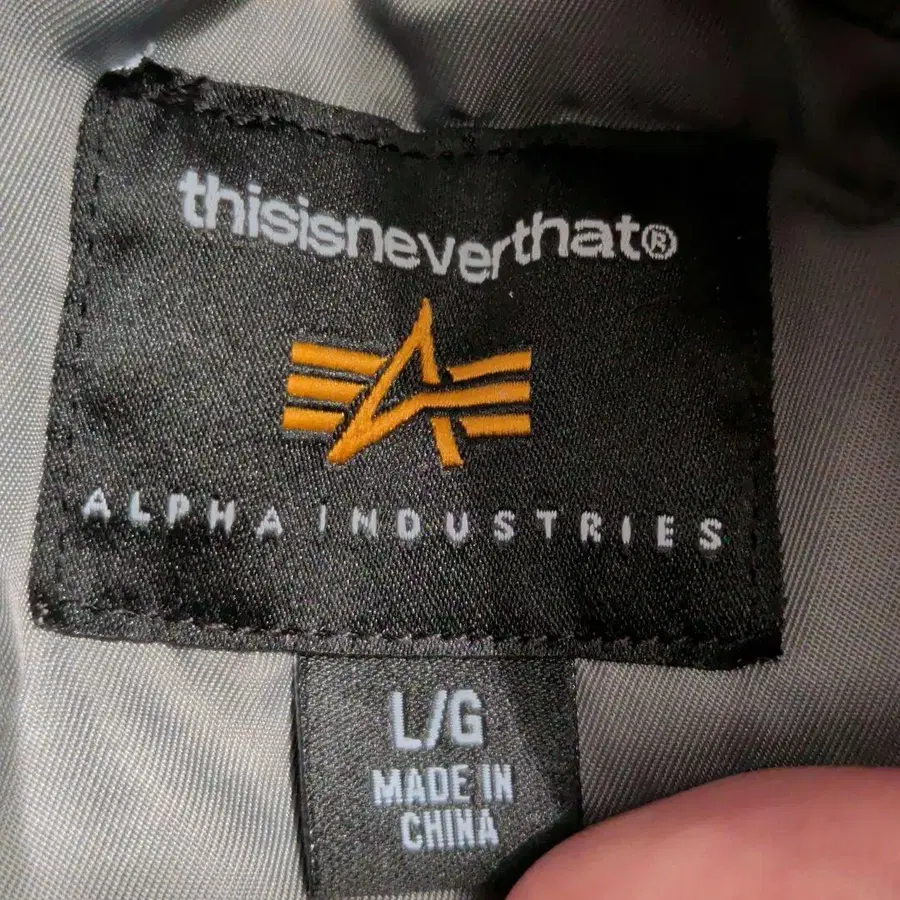 thisisneverthat®
ALPHA INDUSTRIES
L/G
MADE IN
CHINA